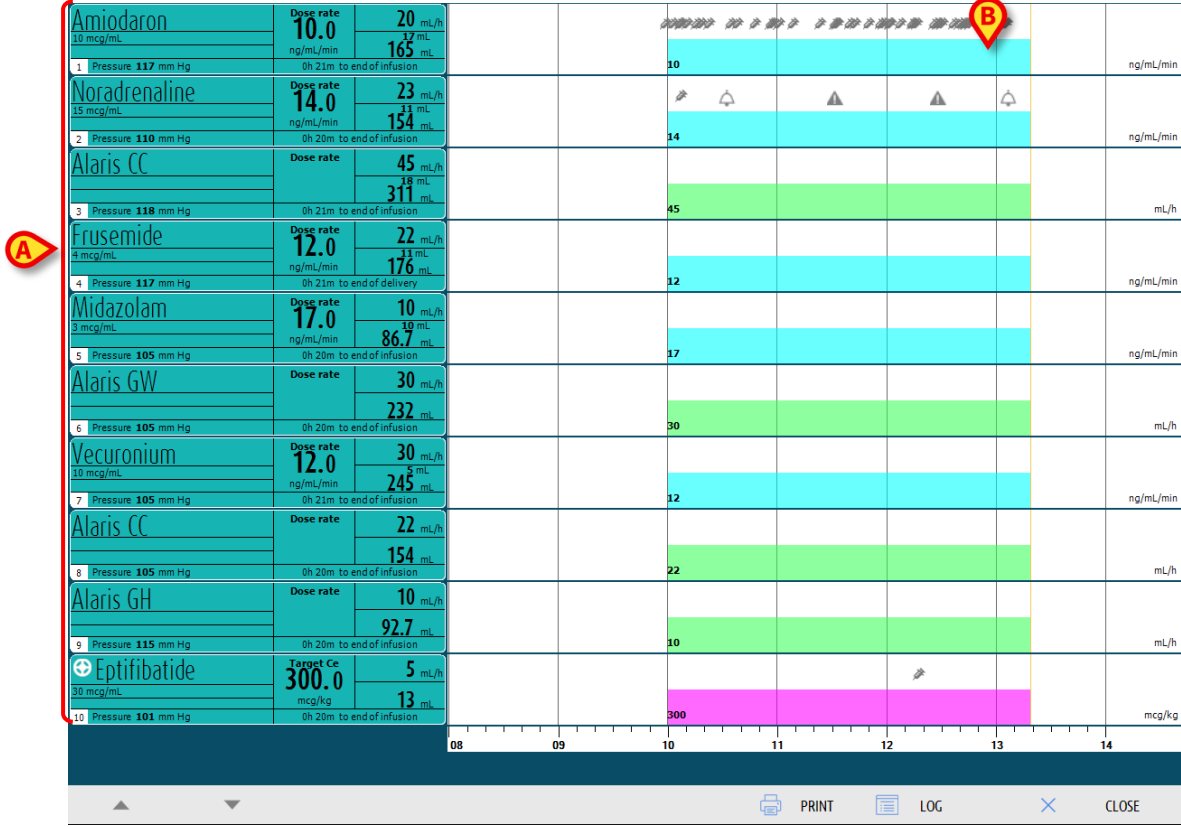 Amiodaron Dose rate 20 mL/h
10 mcg/mL 10.0 17 mL
ng/mL/min 165 mL
1 Pressure 117 mm Hg 0h 21m to end of infusion 10 ng/mL/min
Noradrenaline Dose rate 23 mL/h
15 mcg/mL 14.0 11 mL
ng/mL/min 154 mL
2 Pressure 110 mm Hg 0h 20m to end of infusion 14 ng/mL/min
Alaris CC Dose rate 45 mL/h
18 mL
311 mL
3 Pressure 118 mm Hg 0h 21m to end of infusion 45 mL/h
Frusemide Dose rate 22 mL/h
4 mcg/mL 12.0 11 mL
ng/mL/min 176 mL
4 Pressure 117 mm Hg 0h 21m to end of delivery 12 ng/mL/min
Midazolam Dose rate 10 mL/h
3 mcg/mL 17.0 10 mL
ng/mL/min 86.7 mL
5 Pressure 105 mm Hg 0h 20m to end of infusion 17 ng/mL/min
Alaris GW Dose rate 30 mL/h
232 mL
6 Pressure 105 mm Hg 0h 20m to end of infusion 30 mL/h
Vecuronium Dose rate 30 mL/h
10 mcg/mL 12.0 5 mL
ng/mL/min 245 mL
7 Pressure 105 mm Hg 0h 21m to end of infusion 12 ng/mL/min
Alaris CC Dose rate 22 mL/h
154 mL
8 Pressure 105 mm Hg 0h 20m to end of infusion 22 mL/h
Alaris GH Dose rate 10 mL/h
92.7 mL
9 Pressure 115 mm Hg 0h 20m to end of infusion 10 mL/h
Eptifibatide Target Ce 5 mL/h
30 mcg/mL 300.0
mcg/kg 13 mL
10 Pressure 101 mm Hg 0h 20m to end of infusion 300 mcg/kg
08 09 10 11 12 13 14
PRINT LOG CLOSE
A
B